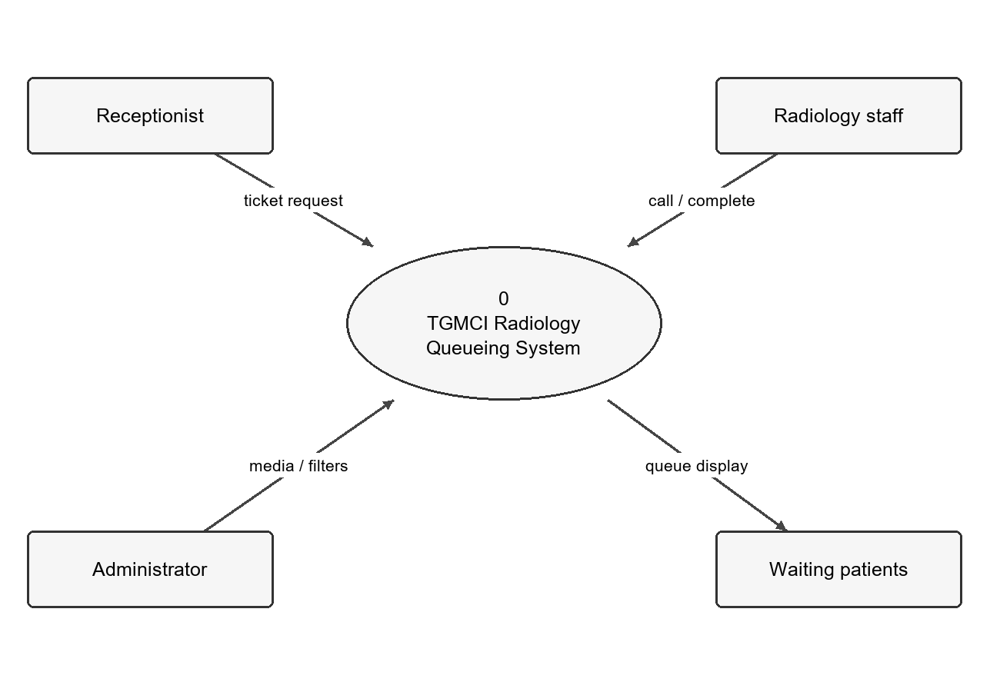 Receptionist
Radiology staff
ticket request
call / complete
0
TGMCI Radiology
Queueing System
media / filters
queue display
Administrator
Waiting patients